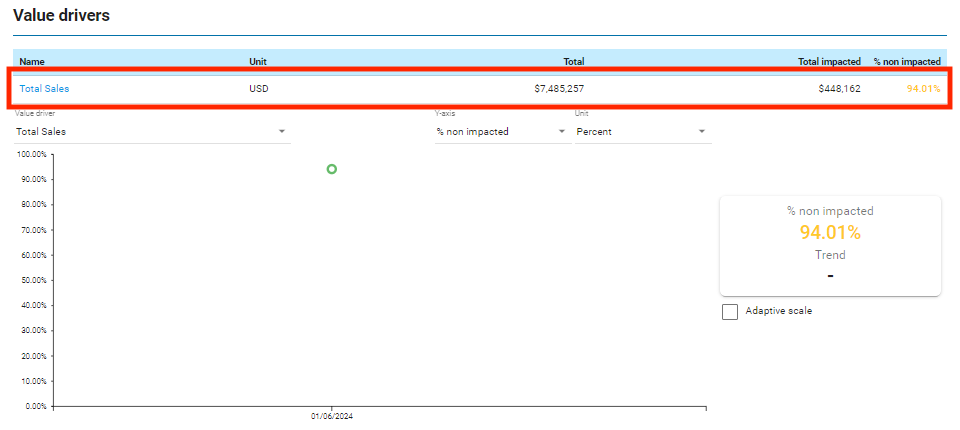 Value drivers
Name Unit Total Total impacted % non impacted
Total Sales USD $7,485,257 $448,162 94.01%
Value driver Y-axis Unit
Total Sales % non impacted Percent
100.00%
90.00%
80.00%
70.00%
60.00%
50.00%
40.00%
30.00%
20.00%
10.00%
0.00%
01/06/2024
% non impacted
94.01%
Trend
-
Adaptive scale